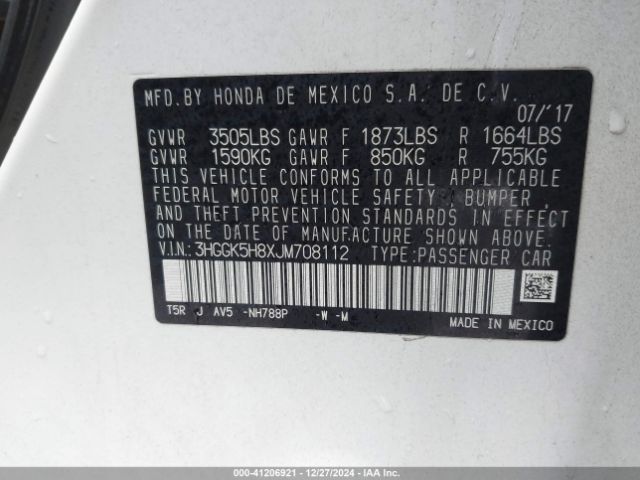 MFD.BY HONDA DE MEXICO S.A. DE C.V.
07/'17
GVWR 3505LBS GAWR F 1873LBS R 1664LBS
GVWR 1590KG GAWR F 850KG R 755KG
THIS VEHICLE CONFORMS TO ALL APPLICABLE
FEDERAL MOTOR VEHICLE SAFETY, BUMPER,
AND THEFT PREVENTION STANDARDS IN EFFECT
ON THE DATE OF MANUFACTURE SHOWN ABOVE.
V.I.N.: 3HGGK5H8XJM708112 TYPE:PASSENGER CAR
T5R J AV5 -NH788P -W -M
MADE IN MEXICO
©COPART-41206921 - 12/27/2024 - IAA Inc.